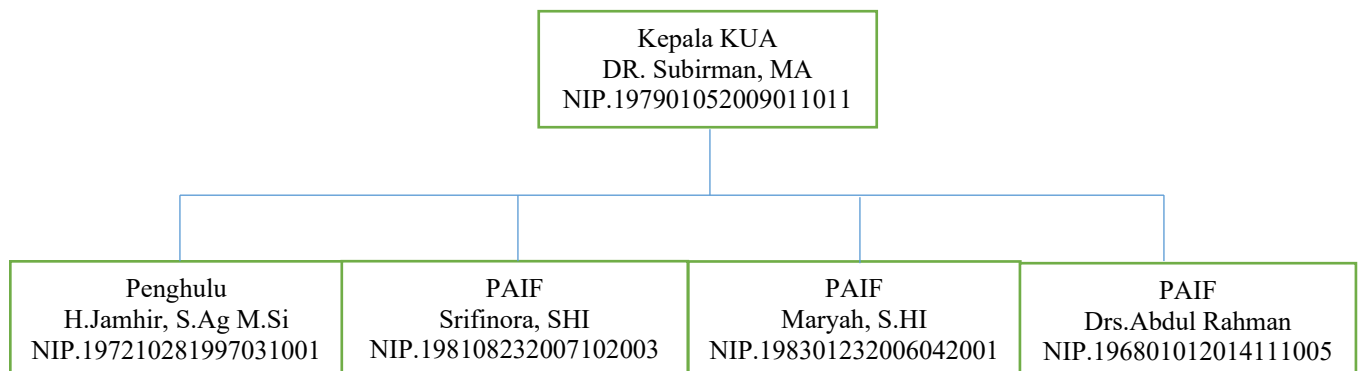 Kepala KUA
DR. Subirman, MA
NIP.197901052009011011
Penghulu
H.Jamhir, S.Ag M.Si
NIP.197210281997031001
PAIF
Srifinora, SHI
NIP.198108232007102003
PAIF
Maryah, S.HI
NIP.198301232006042001
PAIF
Drs.Abdul Rahman
NIP.196801012014111005